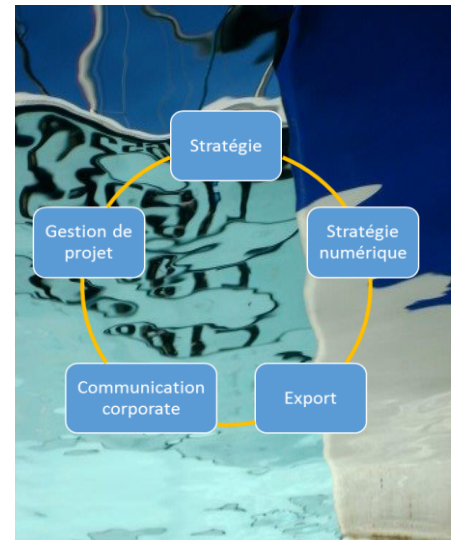 Stratégie
Stratégie
numérique
Export
Communication
corporate
Gestion de
projet